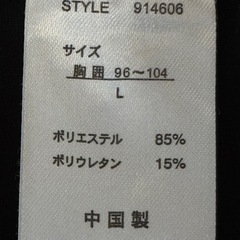 STYLE 914606
サイズ
胸囲 96～104
L
ポリエステル 85%
ポリウレタン 15%
中国製